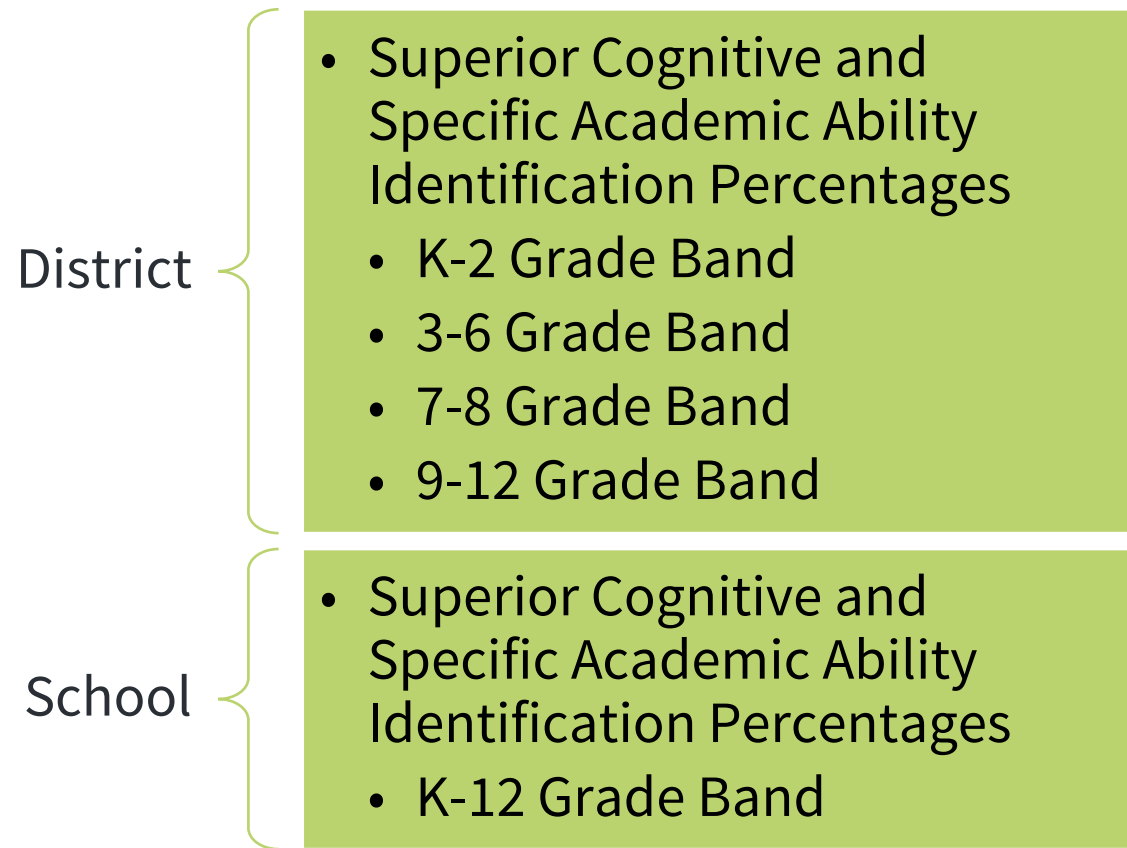 District
• Superior Cognitive and
Specific Academic Ability
Identification Percentages
• K-2 Grade Band
• 3-6 Grade Band
• 7-8 Grade Band
• 9-12 Grade Band
School
• Superior Cognitive and
Specific Academic Ability
Identification Percentages
• K-12 Grade Band